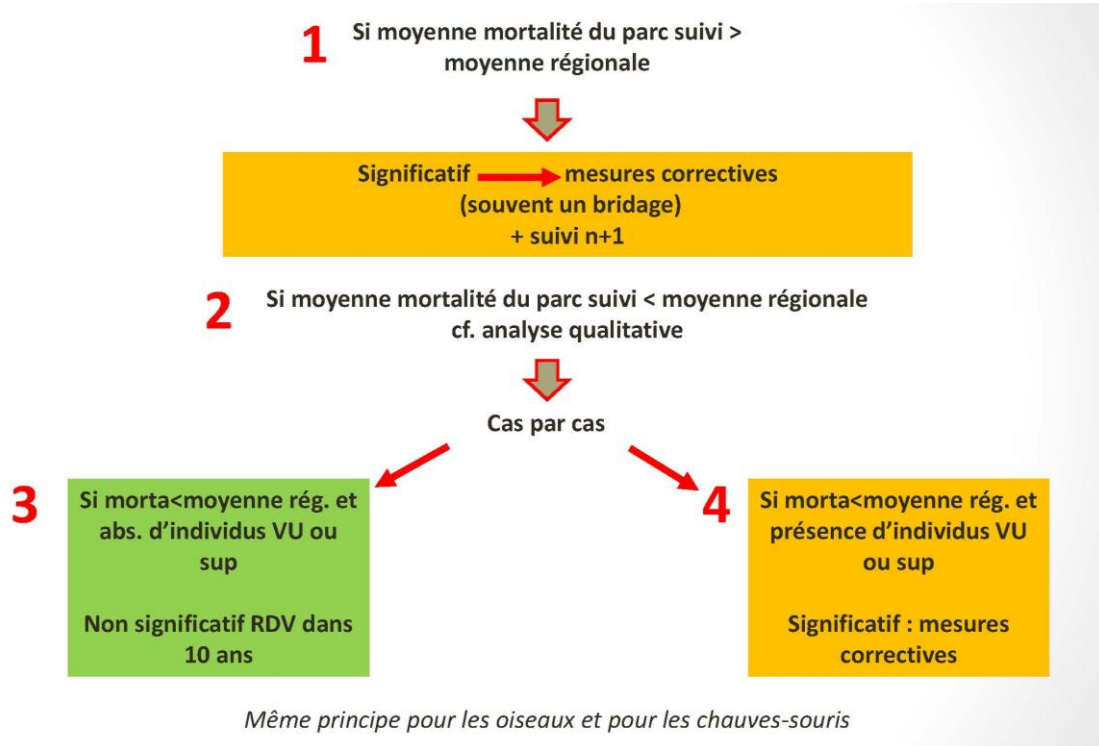 1
Si moyenne mortalité du parc suivi >
moyenne régionale
Significatif mesures correctives
(souvent un bridage)
+ suivi n+1
2
Si moyenne mortalité du parc suivi < moyenne régionale
cf. analyse qualitative
Cas par cas
3
Si morta<moyenne rég. et
abs. d'individus VU ou
sup
Non significatif RDV dans
10 ans
4
Si morta<moyenne rég. et
présence d'individus VU
ou sup
Significatif : mesures
correctives
Même principe pour les oiseaux et pour les chauves-souris